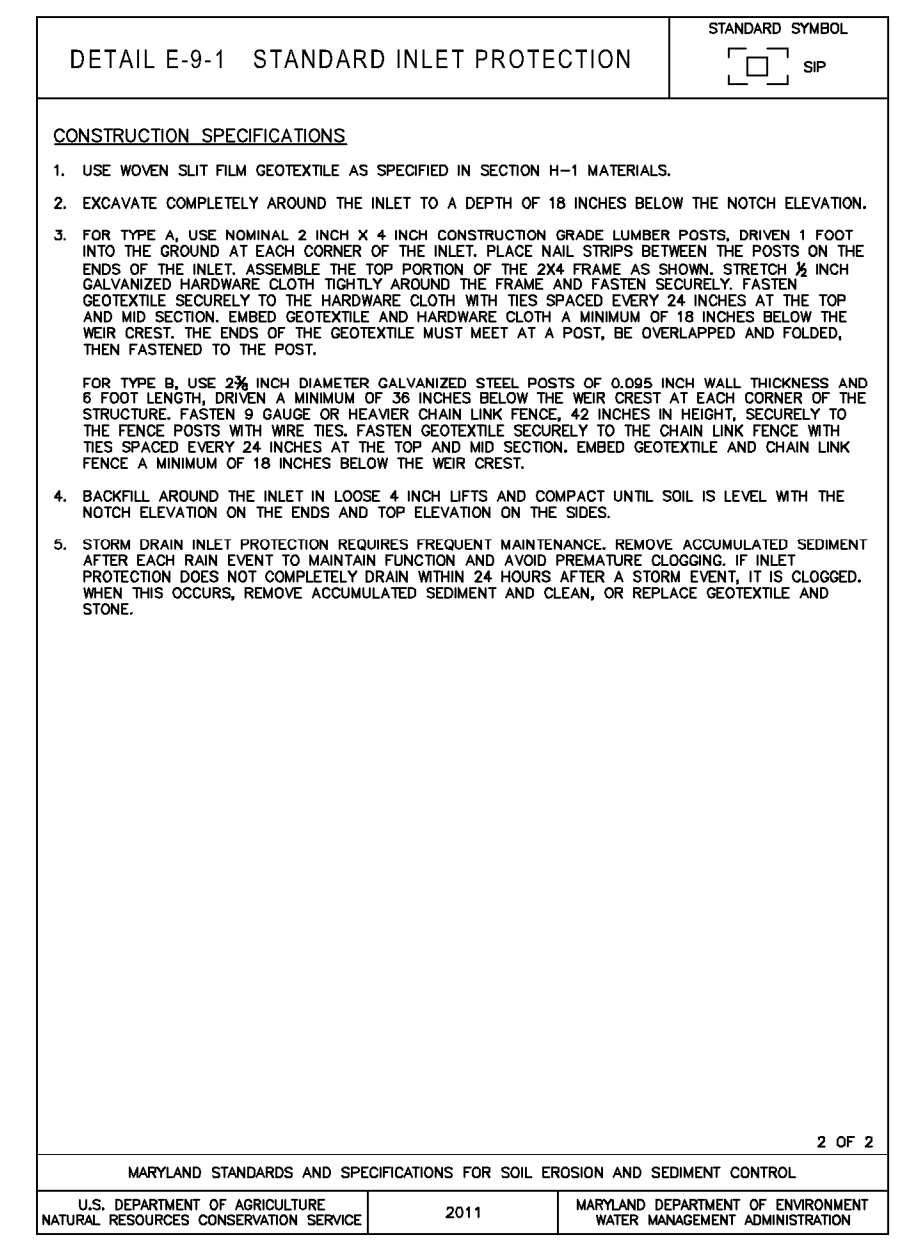 DETAIL E-9-1 STANDARD INLET PROTECTION
STANDARD SYMBOL
SIP
CONSTRUCTION SPECIFICATIONS
1. USE WOVEN SLIT FILM GEOTEXTILE AS SPECIFIED IN SECTION H-1 MATERIALS.
2. EXCAVATE COMPLETELY AROUND THE INLET TO A DEPTH OF 18 INCHES BELOW THE NOTCH ELEVATION.
3. FOR TYPE A, USE NOMINAL 2 INCH X 4 INCH CONSTRUCTION GRADE LUMBER POSTS, DRIVEN 1 FOOT
INTO THE GROUND AT EACH CORNER OF THE INLET. PLACE NAIL STRIPS BETWEEN THE POSTS ON THE
ENDS OF THE INLET. ASSEMBLE THE TOP PORTION OF THE 2X4 FRAME AS SHOWN. STRETCH ½ INCH
GALVANIZED HARDWARE CLOTH TIGHTLY AROUND THE FRAME AND FASTEN SECURELY. FASTEN
GEOTEXTILE SECURELY TO THE HARDWARE CLOTH WITH TIES SPACED EVERY 24 INCHES AT THE TOP
AND MID SECTION. EMBED GEOTEXTILE AND HARDWARE CLOTH A MINIMUM OF 18 INCHES BELOW THE
WEIR CREST. THE ENDS OF THE GEOTEXTILE MUST MEET AT A POST, BE OVERLAPPED AND FOLDED,
THEN FASTENED TO THE POST.
FOR TYPE B, USE 2⅜ INCH DIAMETER GALVANIZED STEEL POSTS OF 0.095 INCH WALL THICKNESS AND
6 FOOT LENGTH, DRIVEN A MINIMUM OF 36 INCHES BELOW THE WEIR CREST AT EACH CORNER OF THE
STRUCTURE. FASTEN 9 GAUGE OR HEAVIER CHAIN LINK FENCE, 42 INCHES IN HEIGHT, SECURELY TO
THE FENCE POSTS WITH WIRE TIES. FASTEN GEOTEXTILE SECURELY TO THE CHAIN LINK FENCE WITH
TIES SPACED EVERY 24 INCHES AT THE TOP AND MID SECTION. EMBED GEOTEXTILE AND CHAIN LINK
FENCE A MINIMUM OF 18 INCHES BELOW THE WEIR CREST.
4. BACKFILL AROUND THE INLET IN LOOSE 4 INCH LIFTS AND COMPACT UNTIL SOIL IS LEVEL WITH THE
NOTCH ELEVATION ON THE ENDS AND TOP ELEVATION ON THE SIDES.
5. STORM DRAIN INLET PROTECTION REQUIRES FREQUENT MAINTENANCE. REMOVE ACCUMULATED SEDIMENT
AFTER EACH RAIN EVENT TO MAINTAIN FUNCTION AND AVOID PREMATURE CLOGGING. IF INLET
PROTECTION DOES NOT COMPLETELY DRAIN WITHIN 24 HOURS AFTER A STORM EVENT, IT IS CLOGGED.
WHEN THIS OCCURS, REMOVE ACCUMULATED SEDIMENT AND CLEAN, OR REPLACE GEOTEXTILE AND
STONE.
2 OF 2
MARYLAND STANDARDS AND SPECIFICATIONS FOR SOIL EROSION AND SEDIMENT CONTROL
U.S. DEPARTMENT OF AGRICULTURE
NATURAL RESOURCES CONSERVATION SERVICE
2011
MARYLAND DEPARTMENT OF ENVIRONMENT
WATER MANAGEMENT ADMINISTRATION